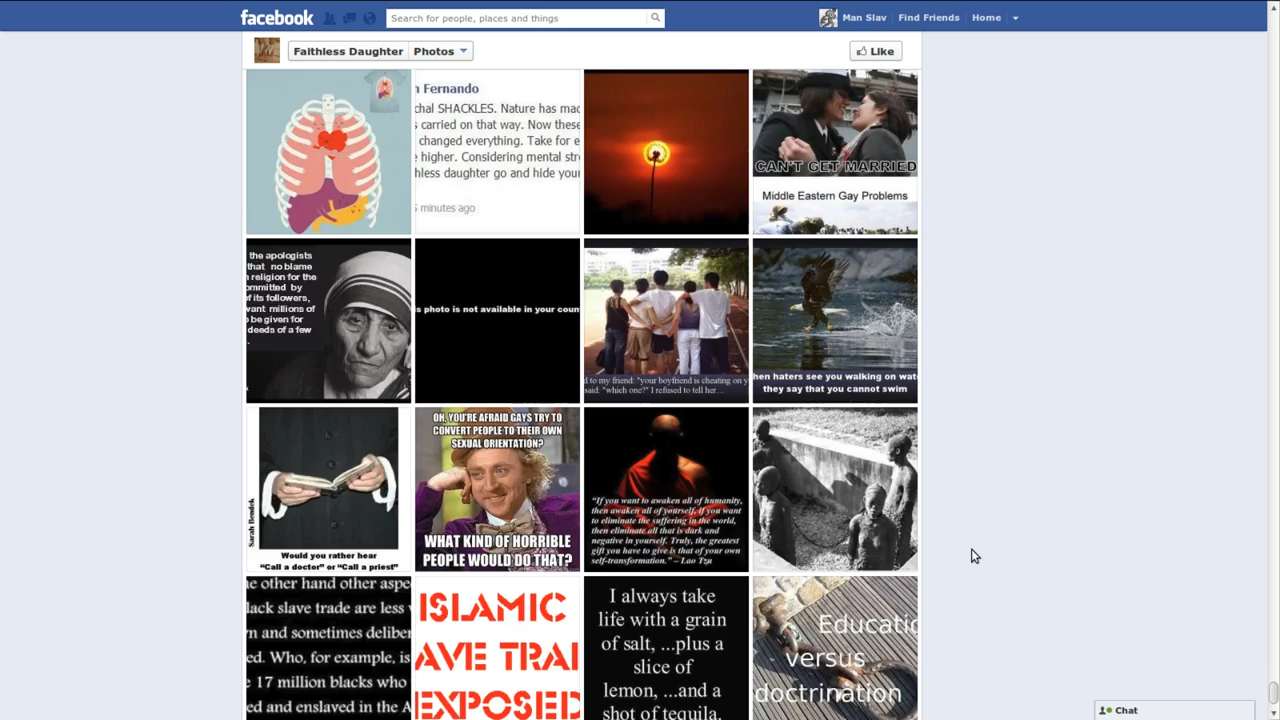 facebook
Search for people, places and things
Man Slav
Find Friends
Home
Faithless Daughter
Photos
Like
Fernando
chal SHACKLES. Nature has mad
carried on that way. Now these
changed everything. Take for e
higher. Considering mental str
hless daughter go and hide your
minutes ago
CAN'T GET MARRIED
Middle Eastern Gay Problems
the apologists
that no blame
religion for the
ommitted by
f its followers,
want millions of
be given for
deeds of a few
s photo is not available in your coun
d to my friend: "your boyfriend is cheating on y
said: "which one?" I refused to tell her...
hen haters see you walking on wat
they say that you cannot swim
Sarah Bendek
Would you rather hear
"Call a doctor" or "Call a priest"
OH, YOU'RE AFRAID GAYS TRY TO
CONVERT PEOPLE TO THEIR OWN
SEXUAL ORIENTATION?
WHAT KIND OF HORRIBLE
PEOPLE WOULD DO THAT?
"If you want to awaken all of humanity,
then awaken all of yourself, if you want
to eliminate the suffering in the world,
then eliminate all that is dark and
negative in yourself. Truly, the greatest
gift you have to give is that of your own
self-transformation." – Lao Tzu
e other hand other aspe
lack slave trade are less
n and sometimes deliber
ed. Who, for example, is
17 million blacks who
ed and enslaved in the A
ISLAMIC
AVE TRAI
EXPOSED
I always take
life with a grain
of salt, ...plus a
slice of
lemon, ...and a
shot of tequila.
Educatio
versus
doctrination
Chat